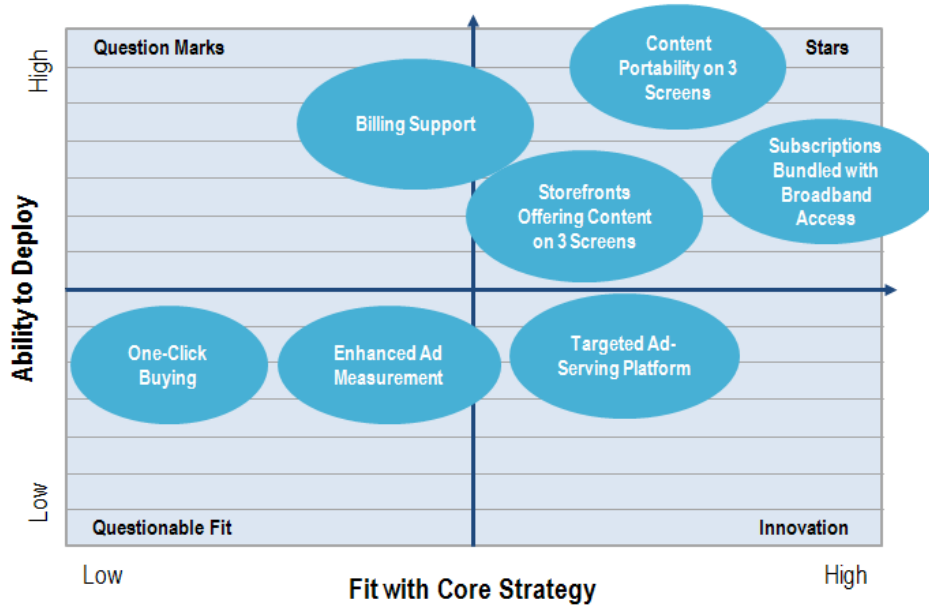 Question Marks
Stars
Content
Portability on 3
Screens
Billing Support
Subscriptions
Bundled with
Broadband
Access
Storefronts
Offering Content
on 3 Screens
One-Click
Buying
Enhanced Ad
Measurement
Targeted Ad-
Serving Platform
Questionable Fit
Innovation
High
Ability to Deploy
Low
Low
Fit with Core Strategy
High